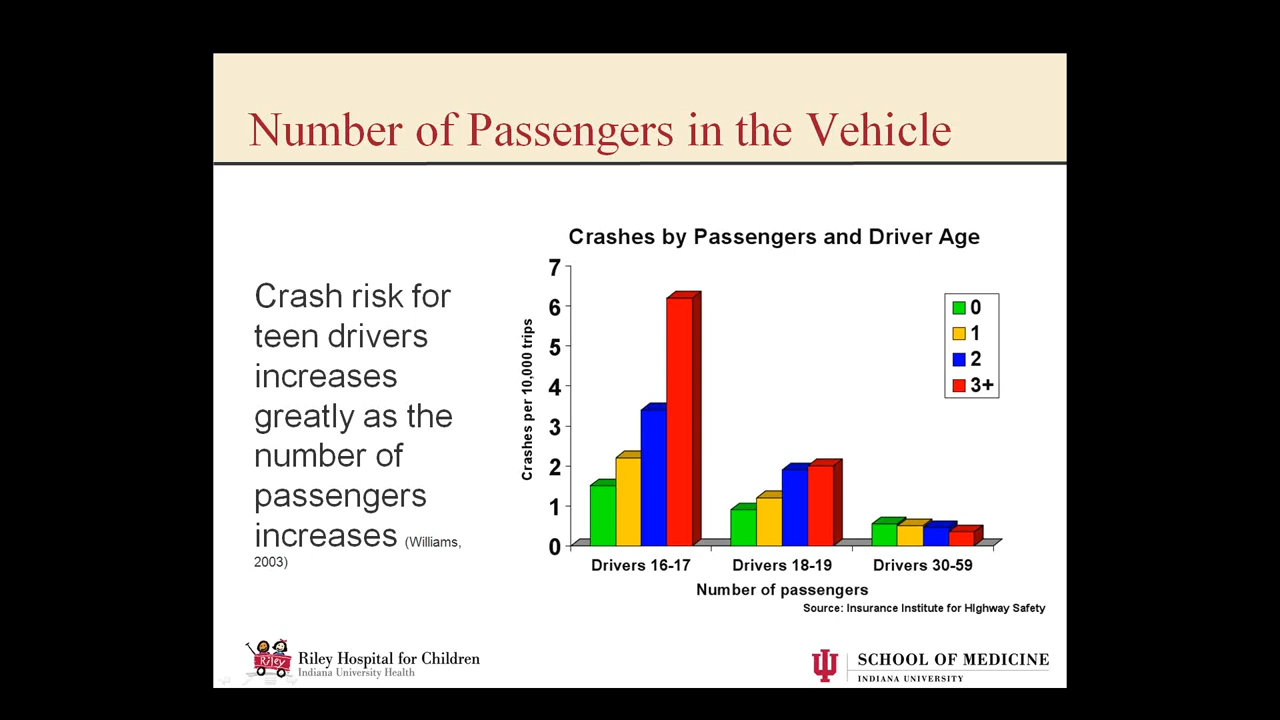 Number of Passengers in the Vehicle
Crash risk for
teen drivers
increases
greatly as the
number of
passengers
increases (Williams,
2003)
Crashes by Passengers and Driver Age
Crashes per 10,000 trips
7
6
5
4
3
2
1
0
0
1
2
3+
Drivers 16-17
Drivers 18-19
Drivers 30-59
Number of passengers
Source: Insurance Institute for HIghway Safety
Riley
Riley Hospital for Children
Indiana University Health
SCHOOL OF MEDICINE
INDIANA UNIVERSITY